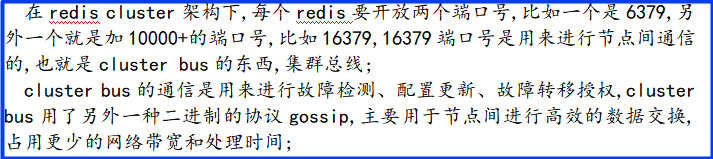 在 redis cluster 架构下,每个 redis 要开放两个端口号,比如一个是 6379,另
外一个就是加 10000+的端口号,比如 16379,16379 端口号是用来进行节点间通信
的,也就是 cluster bus 的东西,集群总线;
cluster bus 的通信是用来进行故障检测、配置更新、故障转移授权,cluster
bus 用了另外一种二进制的协议 gossip,主要用于节点间进行高效的数据交换,
占用更少的网络带宽和处理时间;